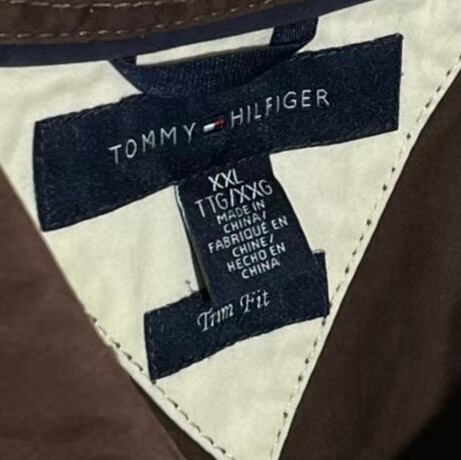 TOMMY HILFIGER
XXL
TTG/XXG
MADE IN
CHINA/
FABRIQUÉ EN
CHINE/
HECHO EN
CHINA
Trim Fit